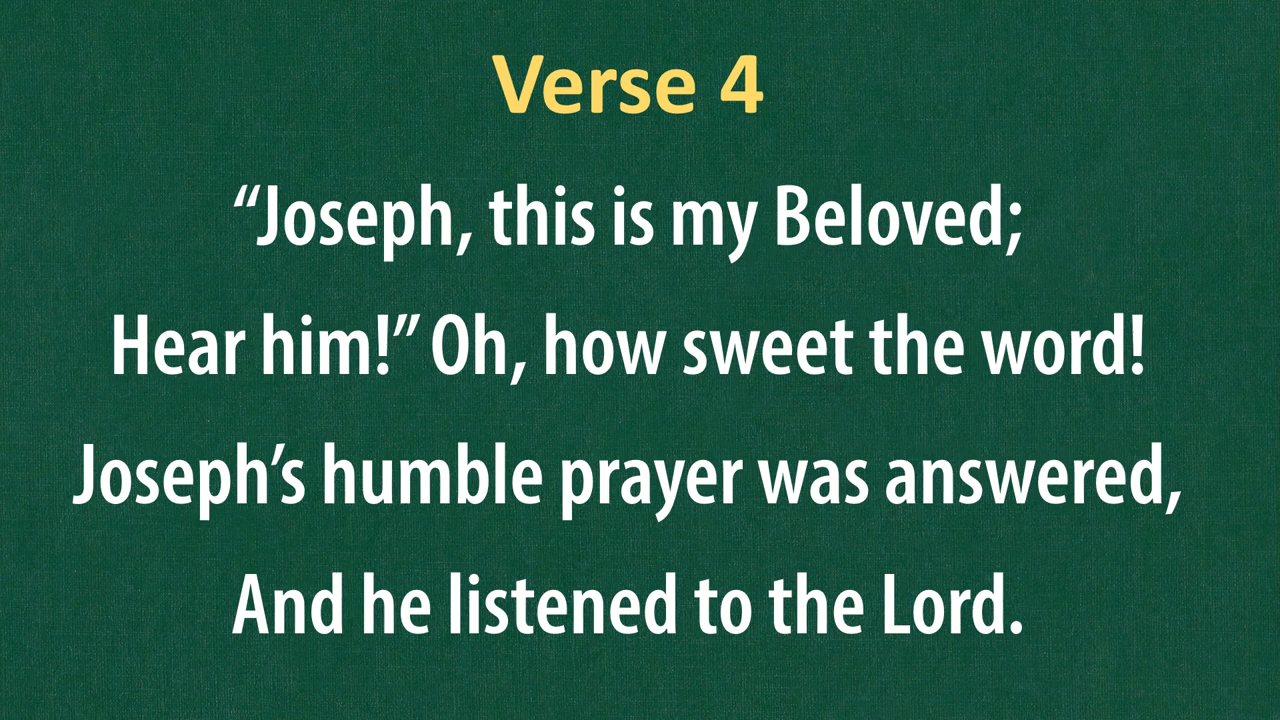 Verse 4
“Joseph, this is my Beloved;
Hear him!” Oh, how sweet the word!
Joseph’s humble prayer was answered,
And he listened to the Lord.